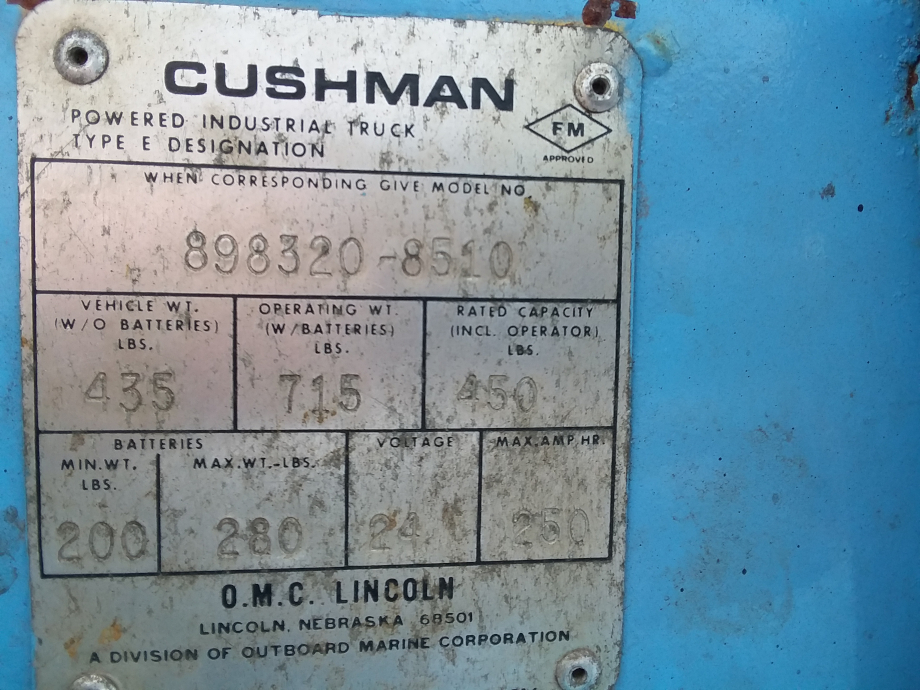 CUSHMAN
POWERED INDUSTRIAL TRUCK
TYPE E DESIGNATION
FM
APPROVED
WHEN CORRESPONDING GIVE MODEL NO.
898320-8510
VEHICLE WT.
(W/O BATTERIES)
LBS.
435
OPERATING WT.
(W/BATTERIES)
LBS.
715
RATED CAPACITY
(INCL. OPERATOR)
LBS.
450
BATTERIES
MIN.WT.
LBS.
200
MAX.WT.-LBS.
280
VOLTAGE
24
MAX.AMP.HR.
250
O.M.C. LINCOLN
LINCOLN, NEBRASKA 68501
A DIVISION OF OUTBOARD MARINE CORPORATION